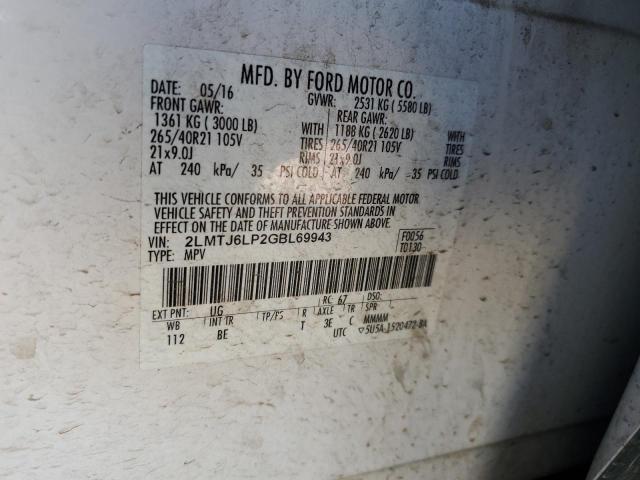 MFD. BY FORD MOTOR CO.
DATE: 05/16 GVWR: 2531 KG ( 5580 LB)
FRONT GAWR: REAR GAWR:
1361 KG ( 3000 LB) WITH 1188 KG ( 2620 LB) WITH
265/40R21 105V TIRES 265/40R21 105V TIRES
21x9.0J RIMS 21x9.0J RIMS
AT 240 kPa/ 35 PSI COLD AT 240 kPa/ 35 PSI COLD
THIS VEHICLE CONFORMS TO ALL APPLICABLE FEDERAL MOTOR
VEHICLE SAFETY AND THEFT PREVENTION STANDARDS IN
EFFECT ON THE DATE OF MANUFACTURE SHOWN ABOVE.
VIN: 2LMTJ6LP2GBL69943 F0056
TYPE: MPV T0130
EXT PNT: UG RC: 67 DSO:
WB INT TR TP/PS R AXLE TR SPR
112 BE T 3E C MMMM
UTC 5U5A 1520472-BA